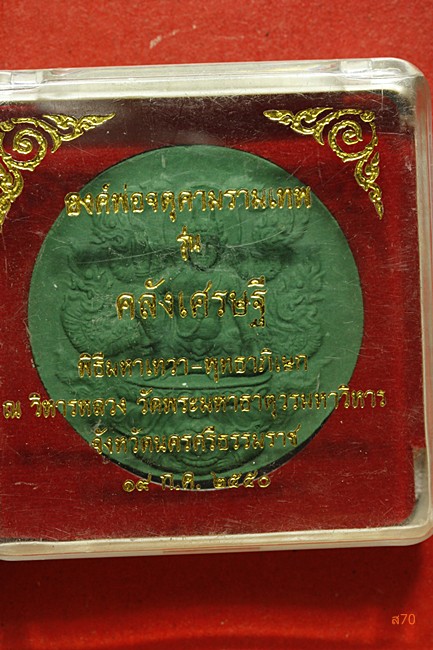 องค์พ่อจตุคามรามเทพ
รุ่น
คลังเศรษฐี
พิธีมหาเทวา-พุทธาภิเษก
ณ วิหารหลวง วัดพระมหาธาตุวรมหาวิหาร
จังหวัดนครศรีธรรมราช
๑๙ ก.ค. ๒๕๕๐
ส70